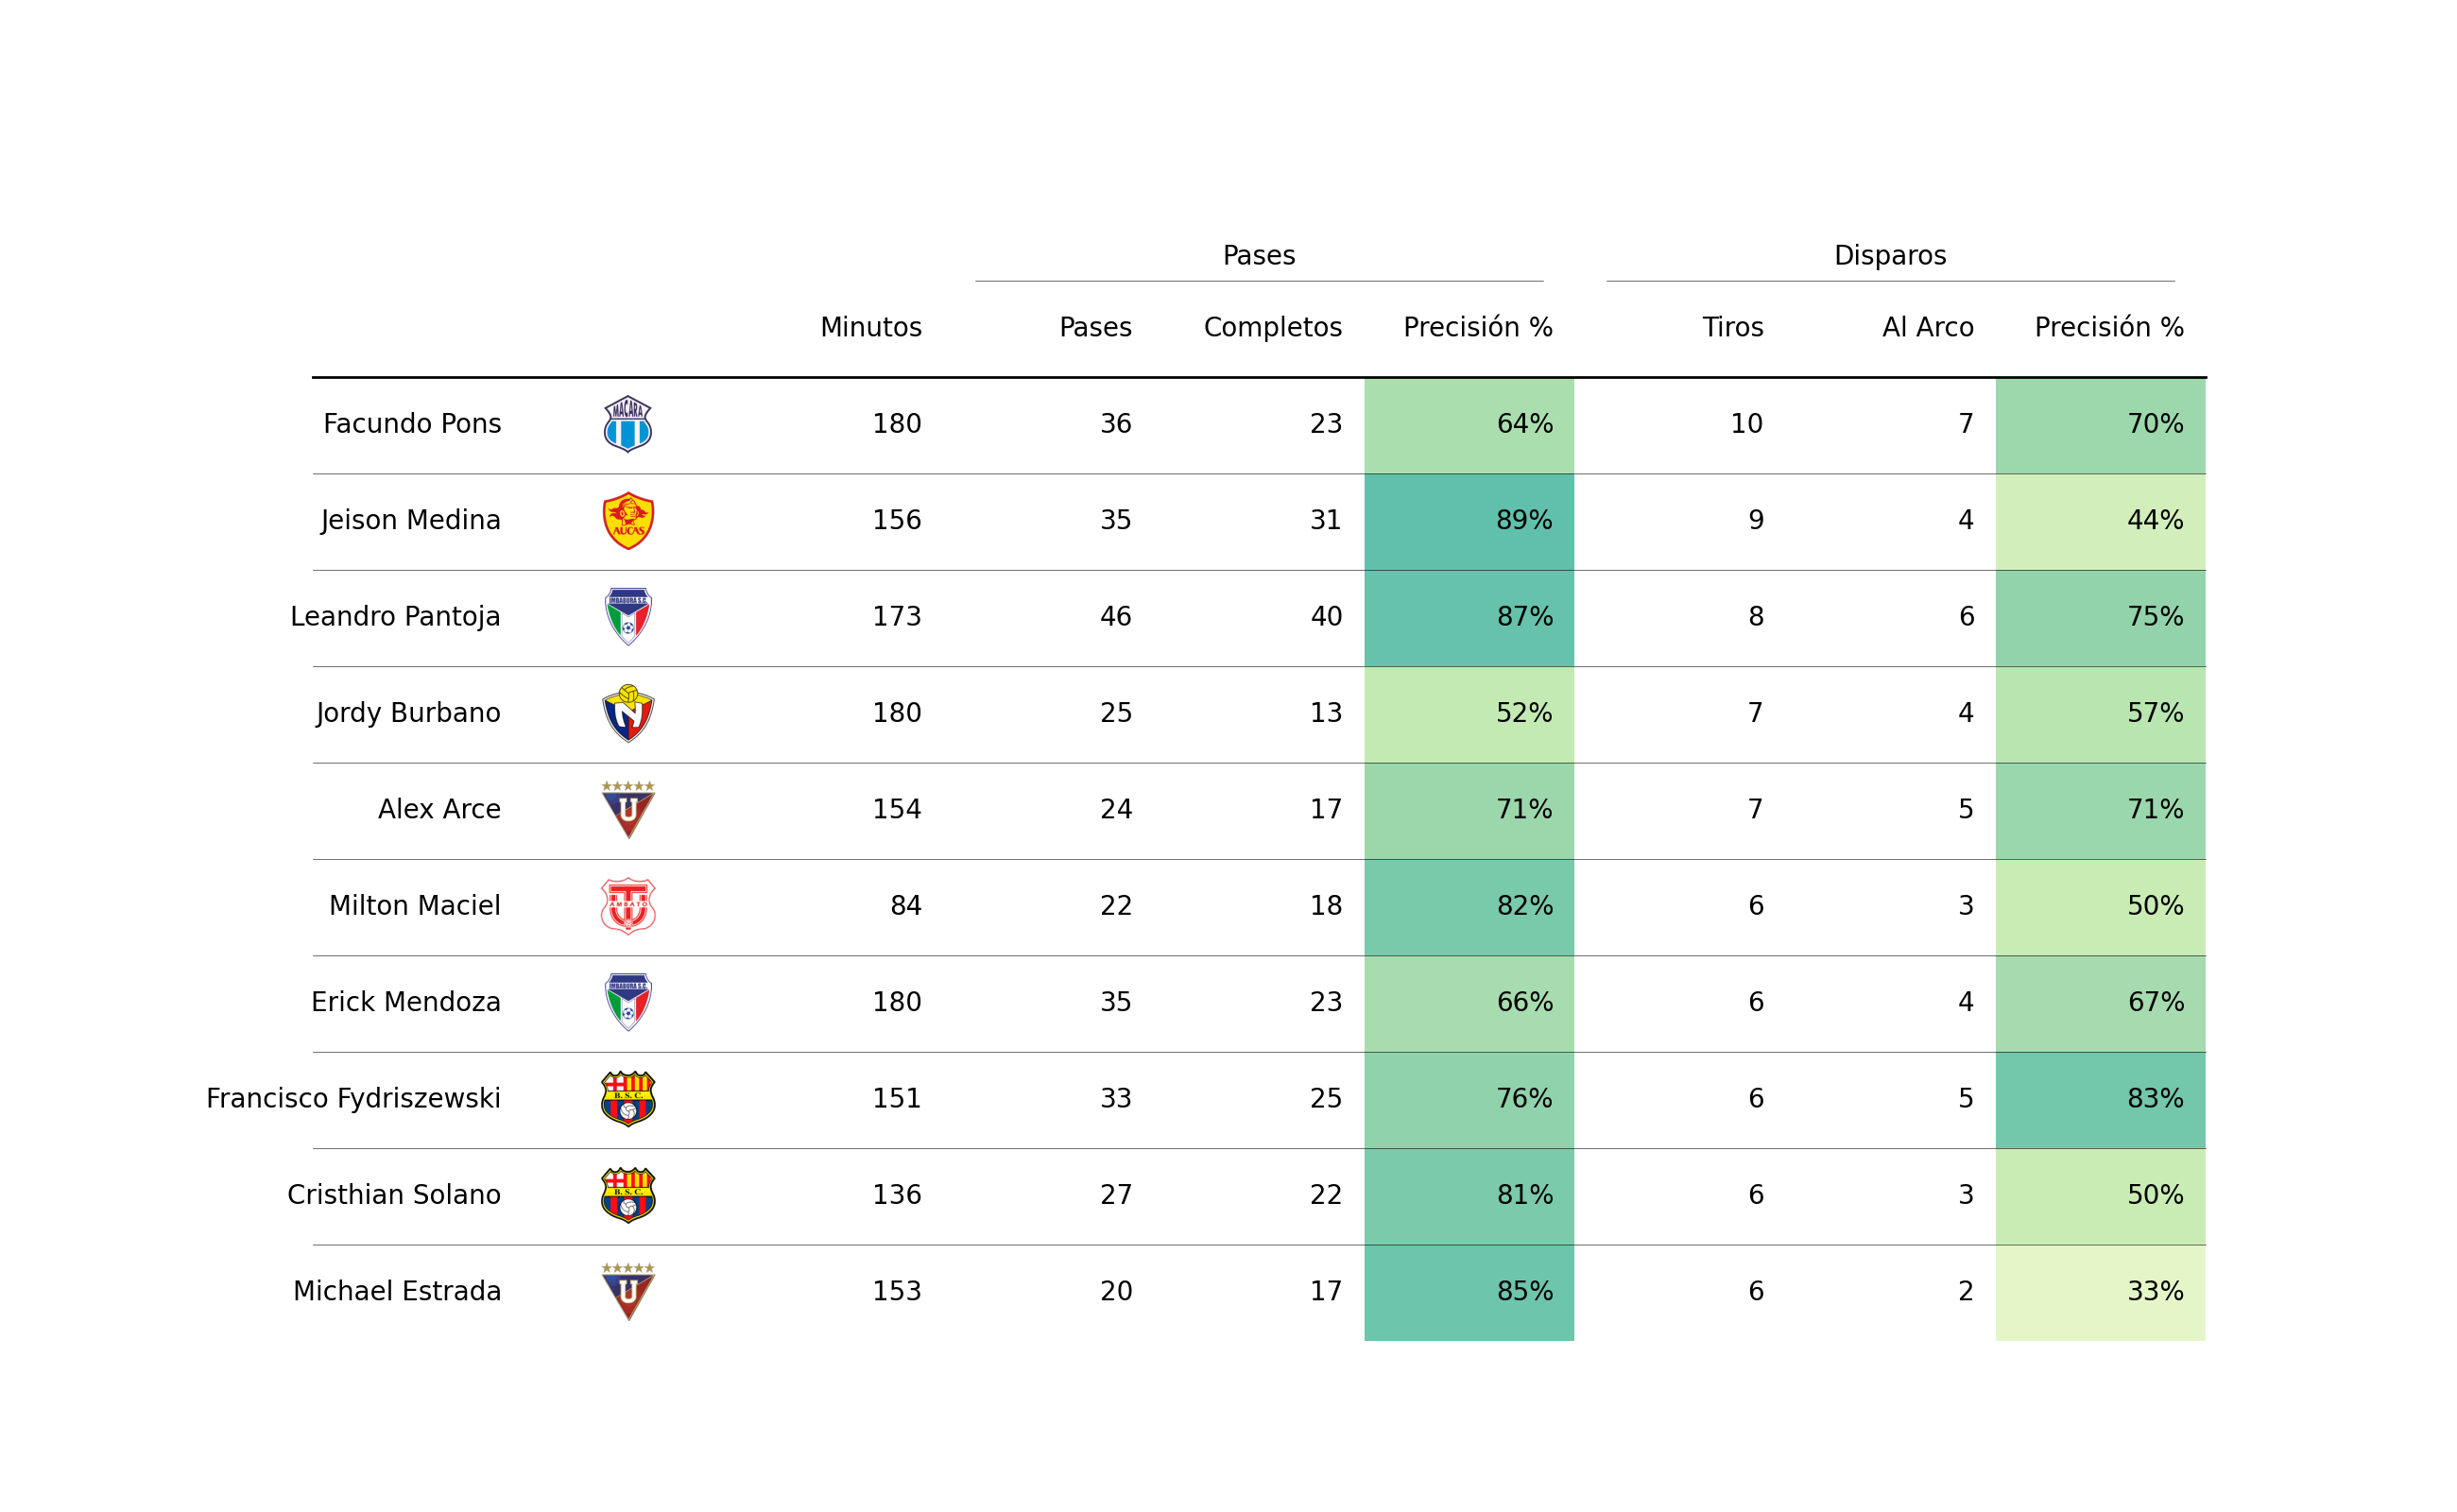 Pases Disparos
Minutos Pases Completos Precisión % Tiros Al Arco Precisión %
Facundo Pons MACARA 180 36 23 64% 10 7 70%
Jeison Medina AUCAS 156 35 31 89% 9 4 44%
Leandro Pantoja IMBABURA S.C. 173 46 40 87% 8 6 75%
Jordy Burbano N 180 25 13 52% 7 4 57%
Alex Arce U 154 24 17 71% 7 5 71%
Milton Maciel AMBATO 84 22 18 82% 6 3 50%
Erick Mendoza IMBABURA S.C. 180 35 23 66% 6 4 67%
Francisco Fydriszewski B. S. C. 151 33 25 76% 6 5 83%
Cristhian Solano B. S. C. 136 27 22 81% 6 3 50%
Michael Estrada U 153 20 17 85% 6 2 33%